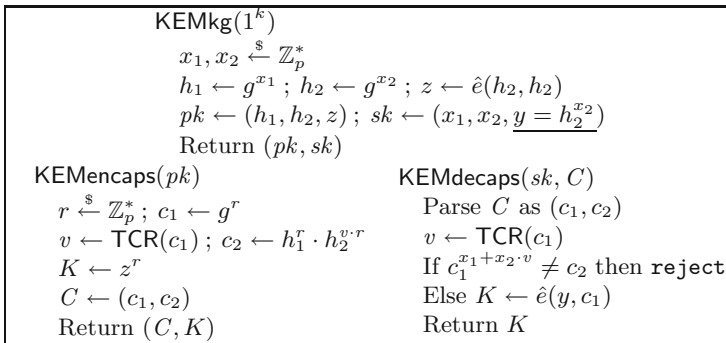 KEMkg(1^k)
x_1, x_2 ←$ ℤ_p^*
h_1 ← g^{x_1} ; h_2 ← g^{x_2} ; z ← ê(h_2, h_2)
pk ← (h_1, h_2, z) ; sk ← (x_1, x_2, y = h_2^{x_2})
Return (pk, sk)
KEMencaps(pk)
r ←$ ℤ_p^* ; c_1 ← g^r
v ← TCR(c_1) ; c_2 ← h_1^r · h_2^{v·r}
K ← z^r
C ← (c_1, c_2)
Return (C, K)
KEMdecaps(sk, C)
Parse C as (c_1, c_2)
v ← TCR(c_1)
If c_1^{x_1+x_2·v} ≠ c_2 then reject
Else K ← ê(y, c_1)
Return K